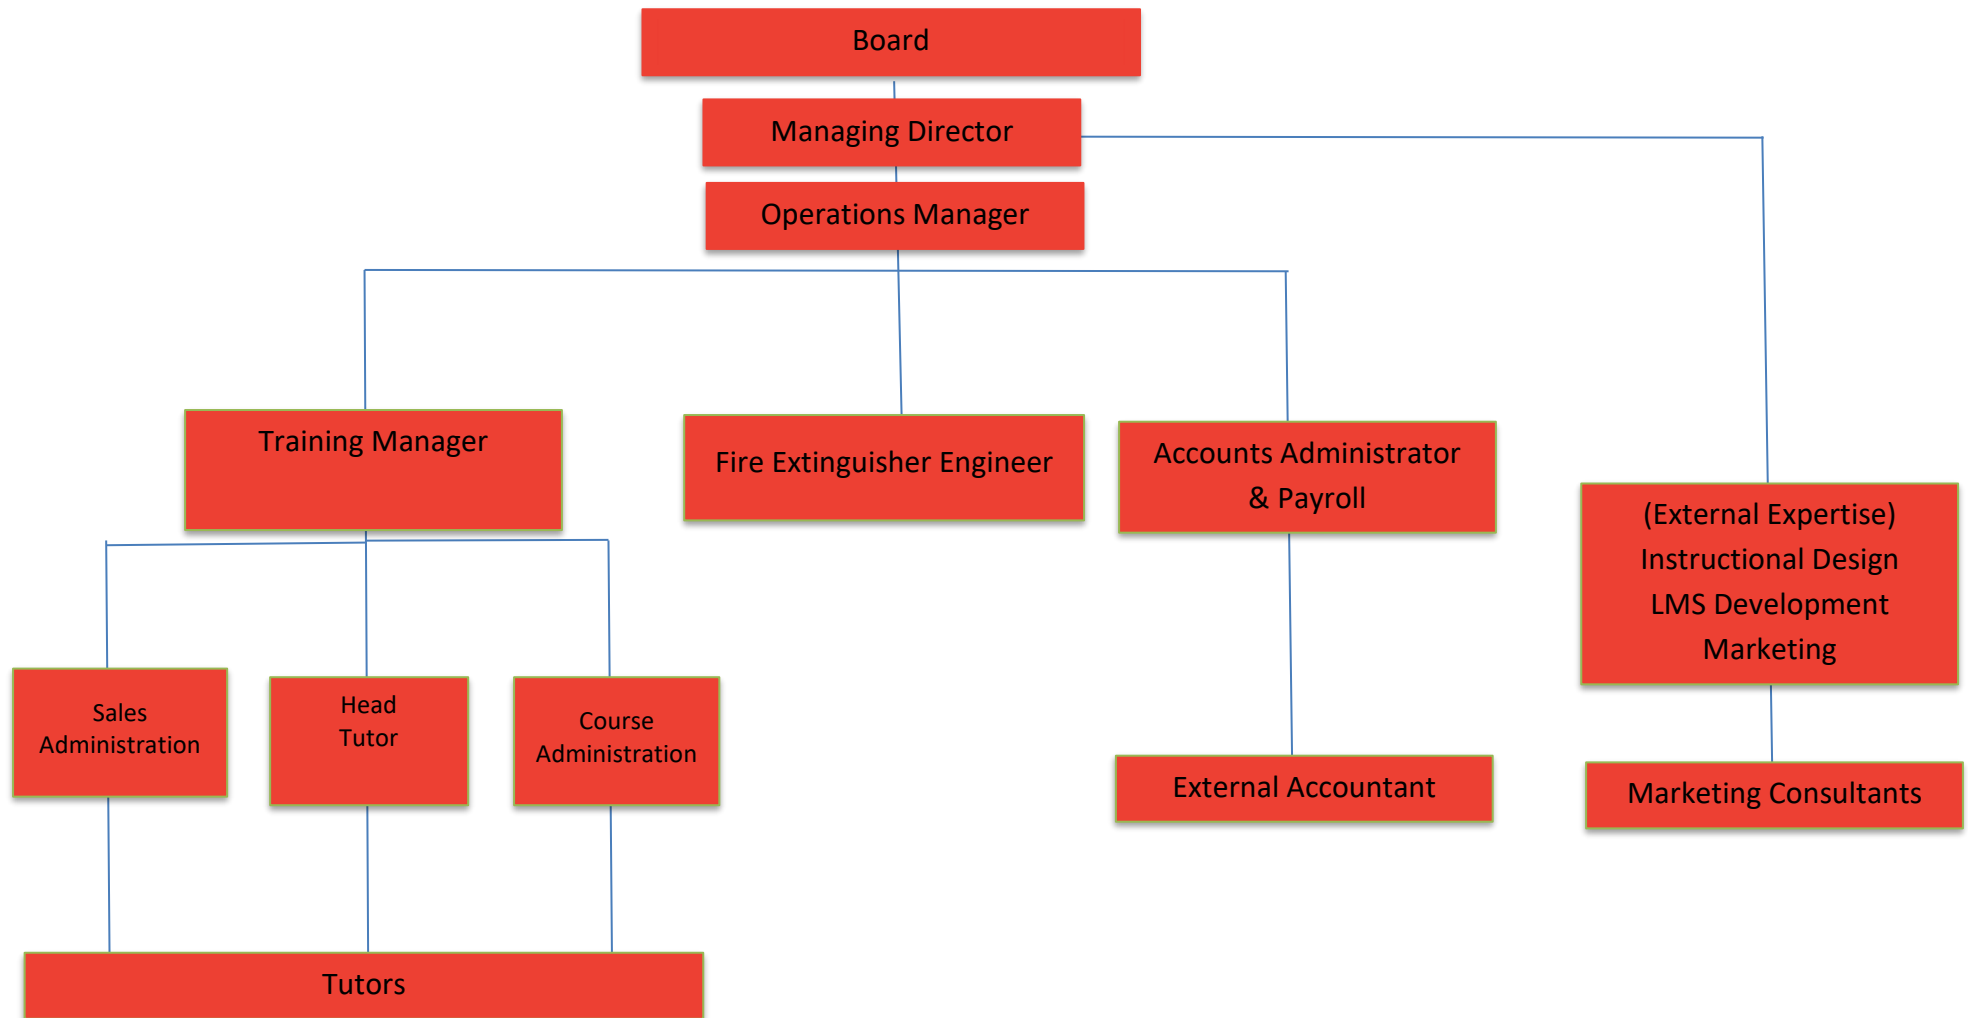 Board
Managing Director
Operations Manager
Training Manager
Fire Extinguisher Engineer
Accounts Administrator
& Payroll
(External Expertise)
Instructional Design
LMS Development
Marketing
Sales
Administration
Head
Tutor
Course
Administration
External Accountant
Marketing Consultants
Tutors